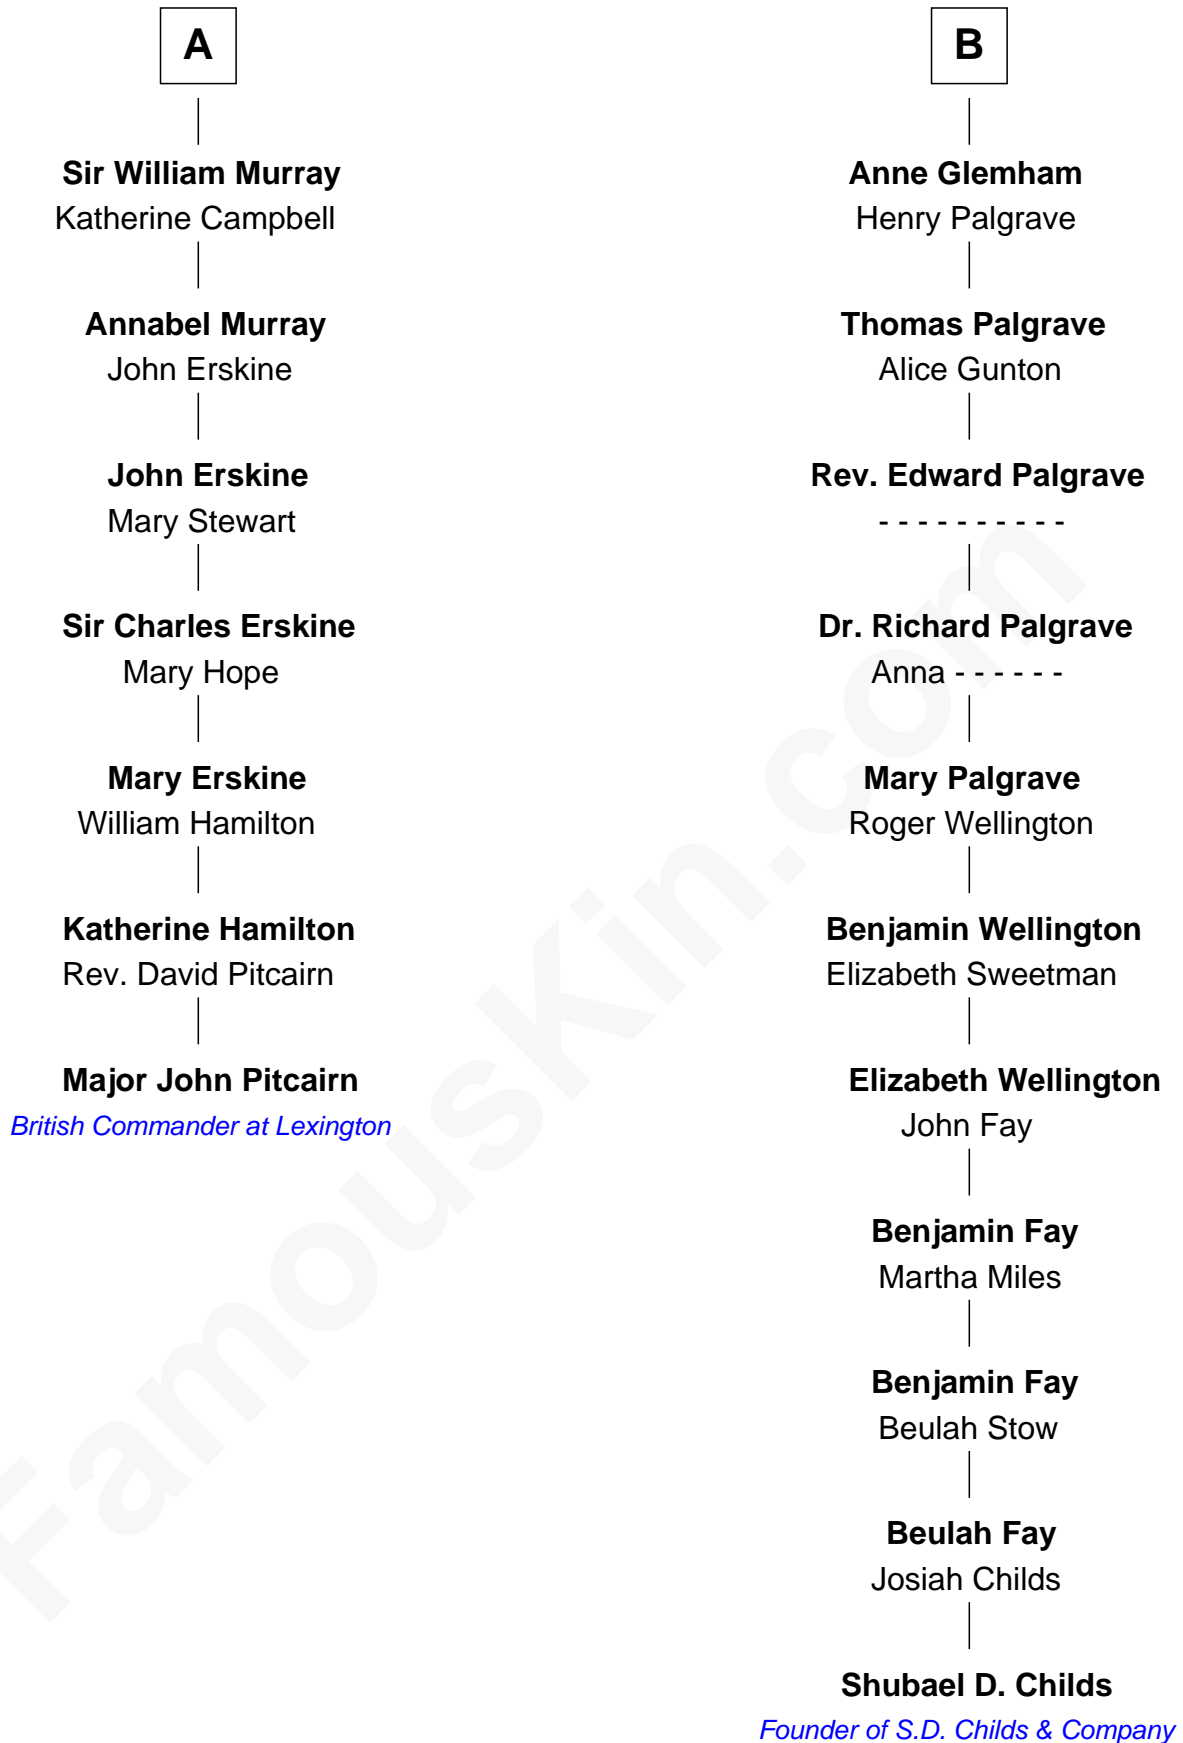 A
Sir William Murray
Katherine Campbell
Annabel Murray
John Erskine
John Erskine
Mary Stewart
Sir Charles Erskine
Mary Hope
Mary Erskine
William Hamilton
Katherine Hamilton
Rev. David Pitcairn
Major John Pitcairn
British Commander at Lexington
B
Anne Glemham
Henry Palgrave
Thomas Palgrave
Alice Gunton
Rev. Edward Palgrave
- - - - - - - - - -
Dr. Richard Palgrave
Anna - - - - - -
Mary Palgrave
Roger Wellington
Benjamin Wellington
Elizabeth Sweetman
Elizabeth Wellington
John Fay
Benjamin Fay
Martha Miles
Benjamin Fay
Beulah Stow
Beulah Fay
Josiah Childs
Shubael D. Childs
Founder of S.D. Childs & Company
FamousKin.com